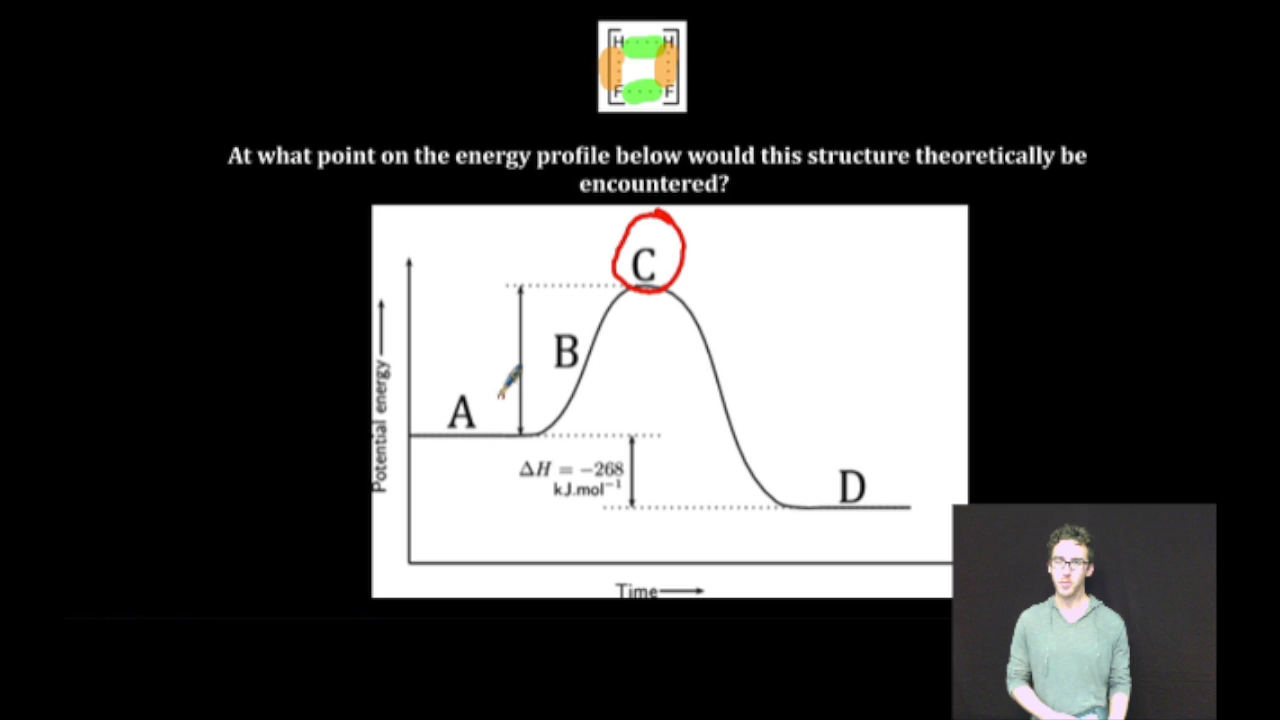 H····H
F····F
At what point on the energy profile below would this structure theoretically be
encountered?
C
B
A
Potential energy
ΔH = −268
kJ.mol⁻¹
D
Time